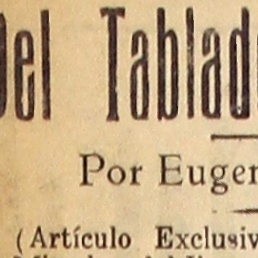 Del Tablad
Por Eugen
(Artículo Exclusiv